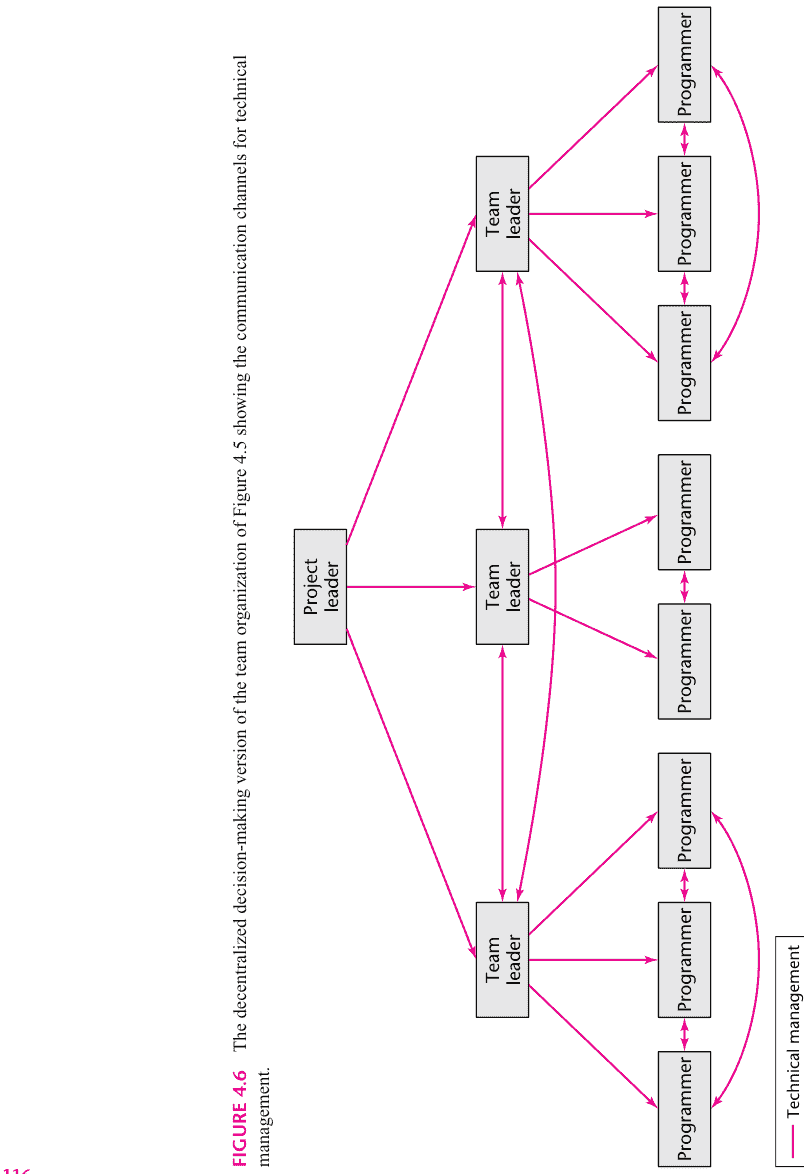 116
FIGURE 4.6 The decentralized decision-making version of the team organization of Figure 4.5 showing the communication channels for technical
management.
Project
leader
Team
leader
Team
leader
Team
leader
Programmer
Programmer
Programmer
Programmer
Programmer
Programmer
Programmer
Programmer
Technical management